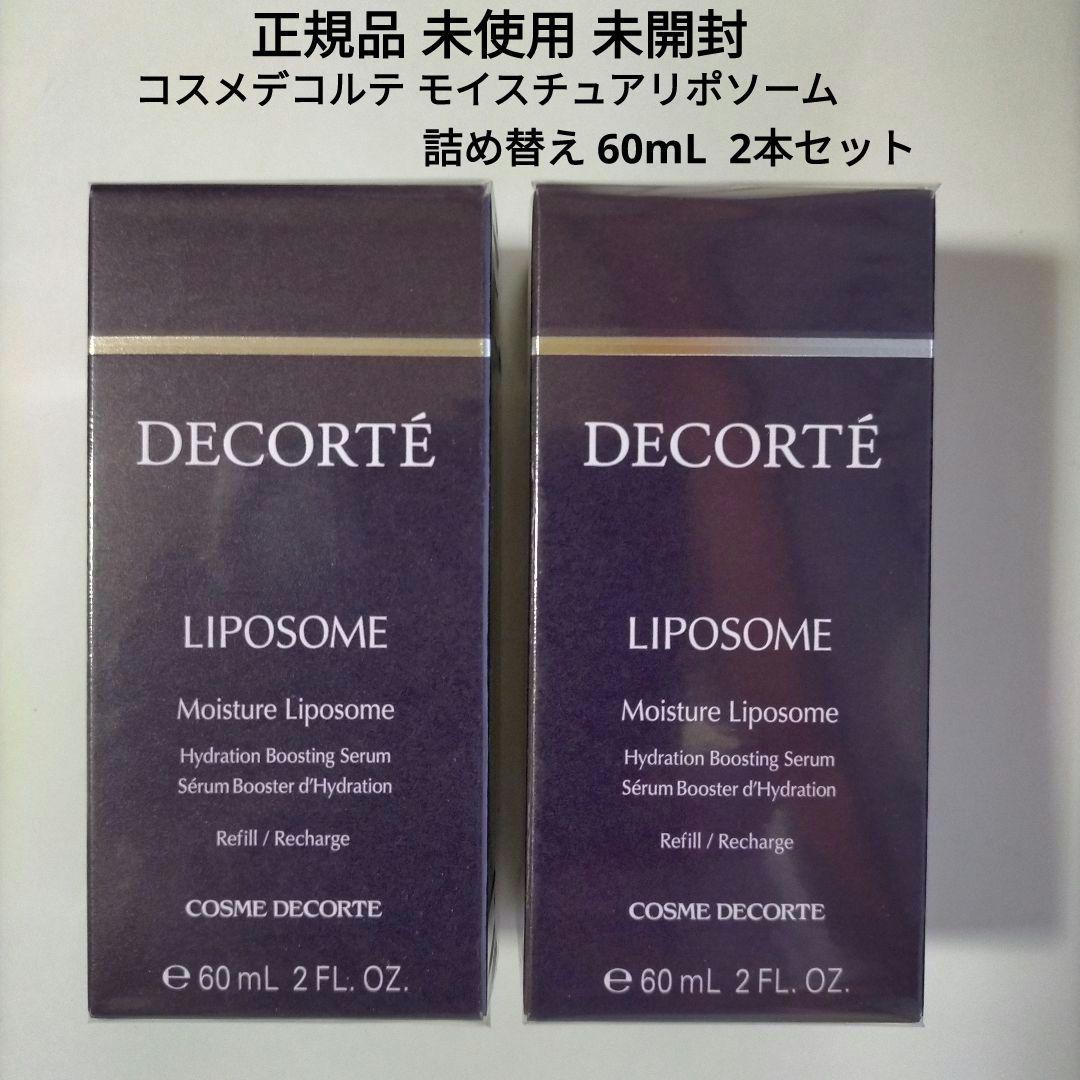 正規品 未使用 未開封
コスメデコルテ モイスチュアリポソーム
詰め替え 60mL 2本セット
DECORTÉ
LIPOSOME
Moisture Liposome
Hydration Boosting Serum
Sérum Booster d'Hydration
Refill / Recharge
COSME DECORTE
℮ 60 mL 2 FL. OZ.
DECORTÉ
LIPOSOME
Moisture Liposome
Hydration Boosting Serum
Sérum Booster d'Hydration
Refill / Recharge
COSME DECORTE
℮ 60 mL 2 FL. OZ.